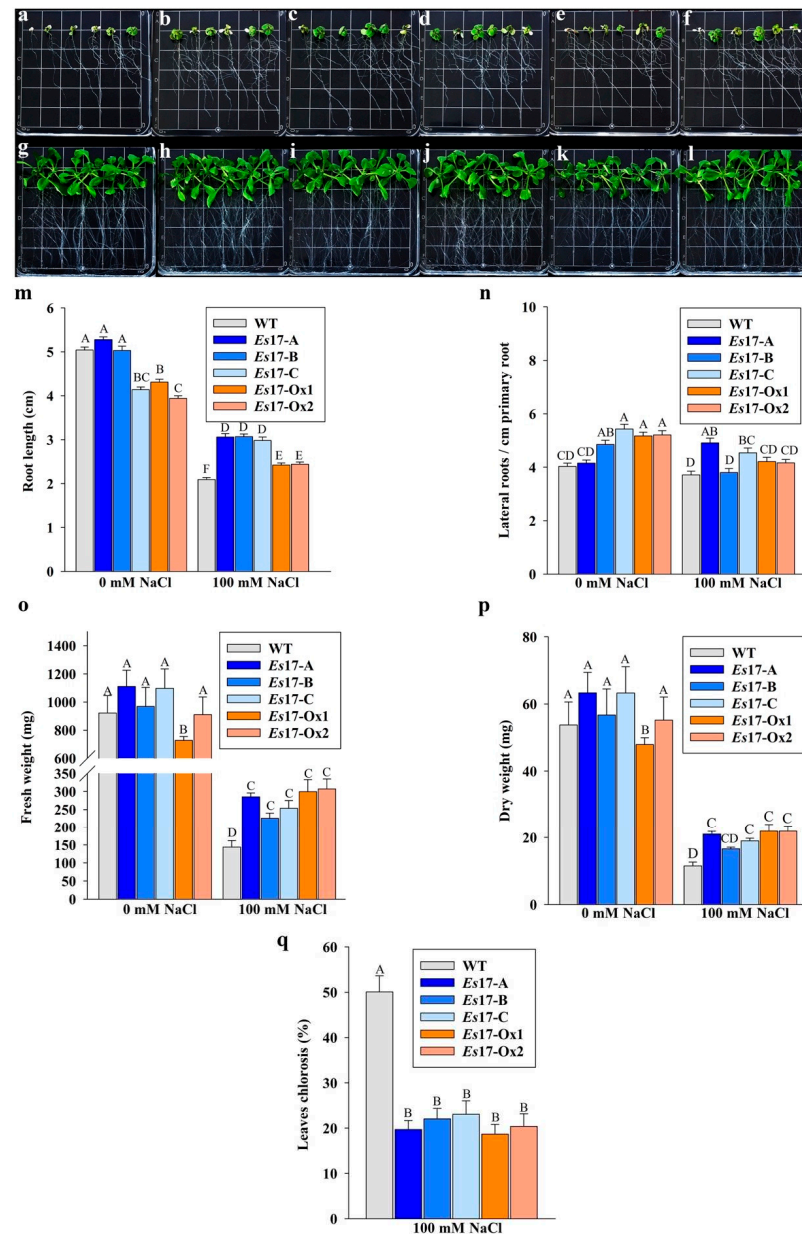 a b c d e f
g h i j k l
m
Root length (cm)
6
5
4
3
2
1
0
A A A BC B C
F D D D E E
0 mM NaCl 100 mM NaCl
WT
Es17-A
Es17-B
Es17-C
Es17-Ox1
Es17-Ox2
n
Lateral roots / cm primary root
10
8
6
4
2
0
CD CD AB A A A
D AB D BC CD CD
0 mM NaCl 100 mM NaCl
WT
Es17-A
Es17-B
Es17-C
Es17-Ox1
Es17-Ox2
o
Fresh weight (mg)
1400
1200
1000
800
600
350
300
250
200
150
100
50
0
A A A A B A
D C C C C C
0 mM NaCl 100 mM NaCl
WT
Es17-A
Es17-B
Es17-C
Es17-Ox1
Es17-Ox2
p
Dry weight (mg)
80
60
40
20
0
A A A A B A
D C CD C C C
0 mM NaCl 100 mM NaCl
WT
Es17-A
Es17-B
Es17-C
Es17-Ox1
Es17-Ox2
q
Leaves chlorosis (%)
60
50
40
30
20
10
0
A B B B B B
100 mM NaCl
WT
Es17-A
Es17-B
Es17-C
Es17-Ox1
Es17-Ox2